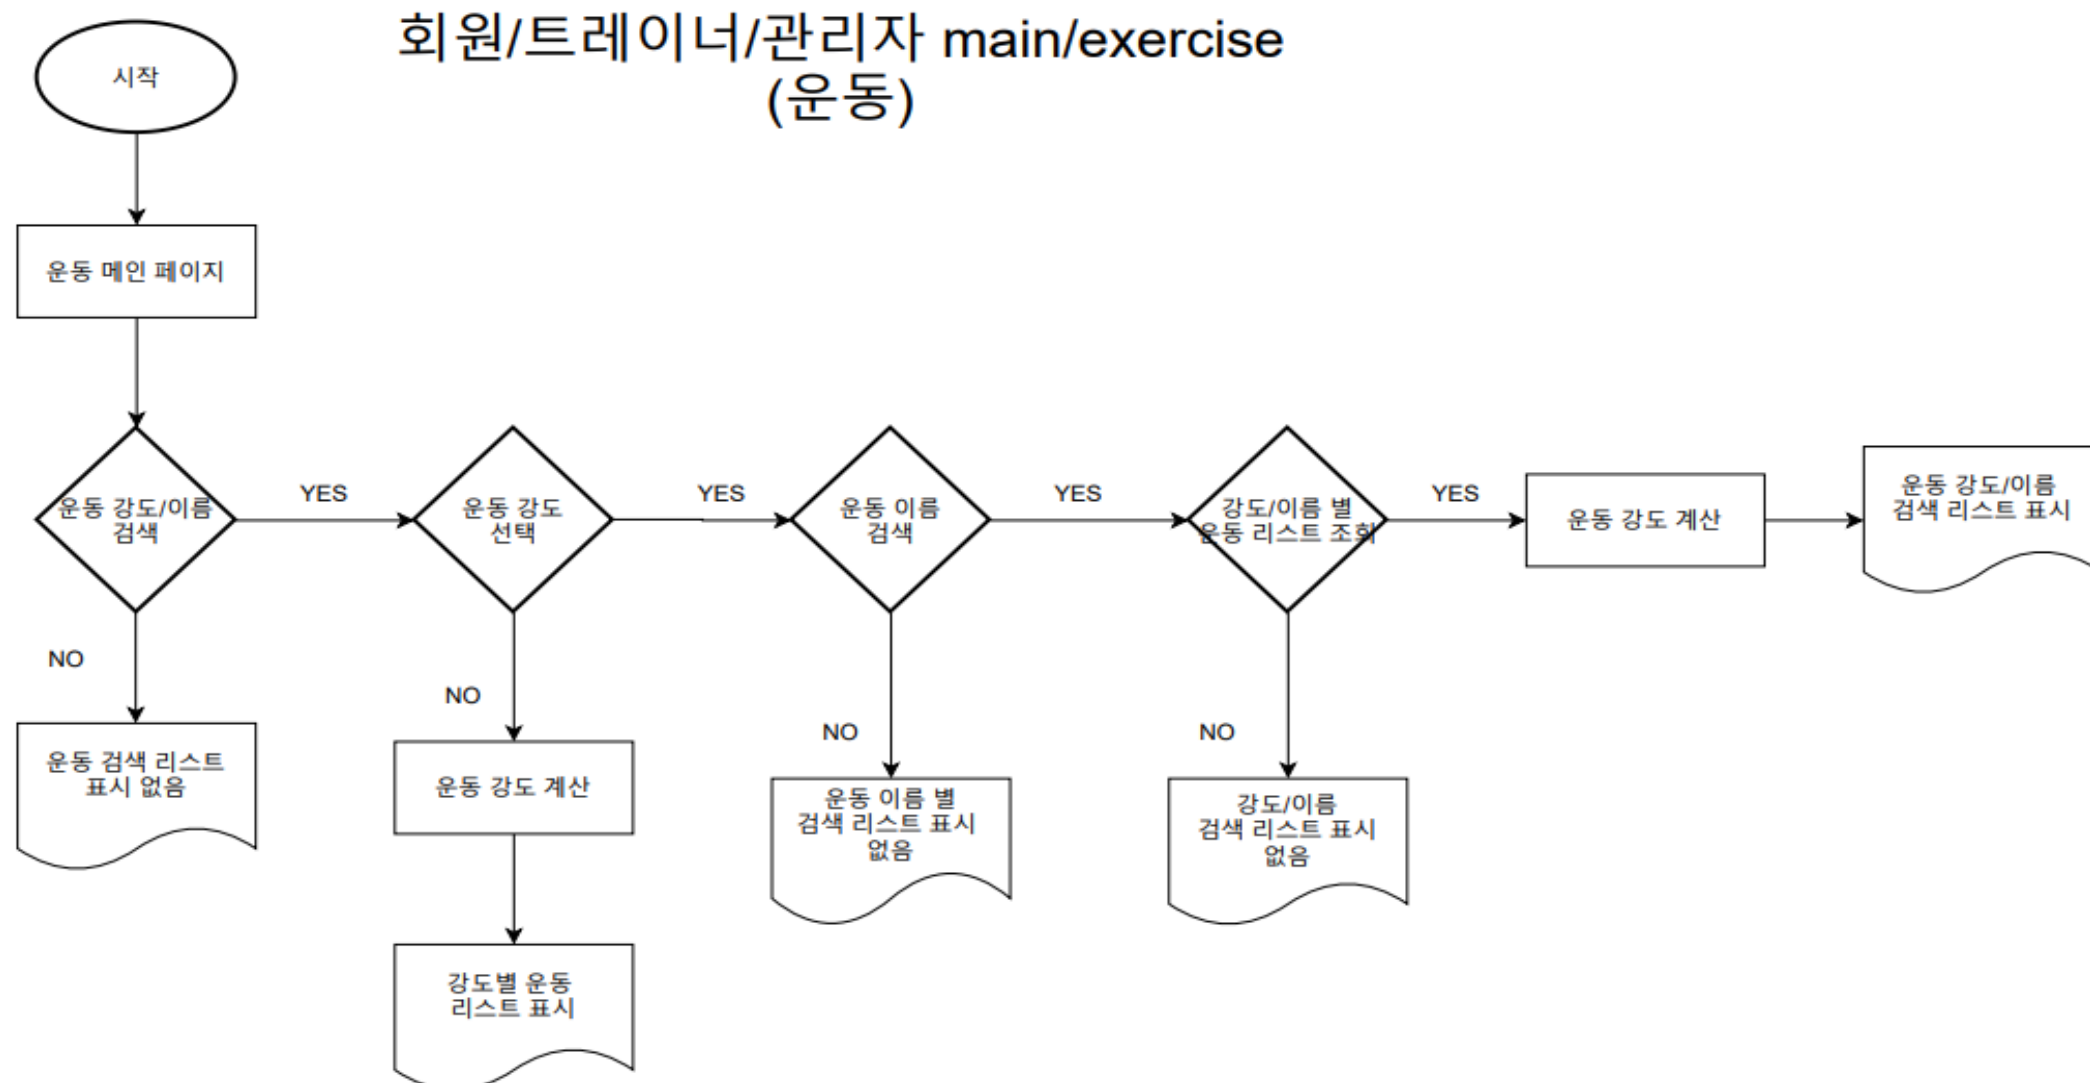 회원/트레이너/관리자 main/exercise
(운동)
시작
운동 메인 페이지
운동 강도/이름
검색
YES
운동 강도
선택
YES
운동 이름
검색
YES
강도/이름 별
운동 리스트 조회
YES
운동 강도 계산
운동 강도/이름
검색 리스트 표시
NO
운동 검색 리스트
표시 없음
NO
운동 강도 계산
강도별 운동
리스트 표시
NO
운동 이름 별
검색 리스트 표시
없음
NO
강도/이름
검색 리스트 표시
없음